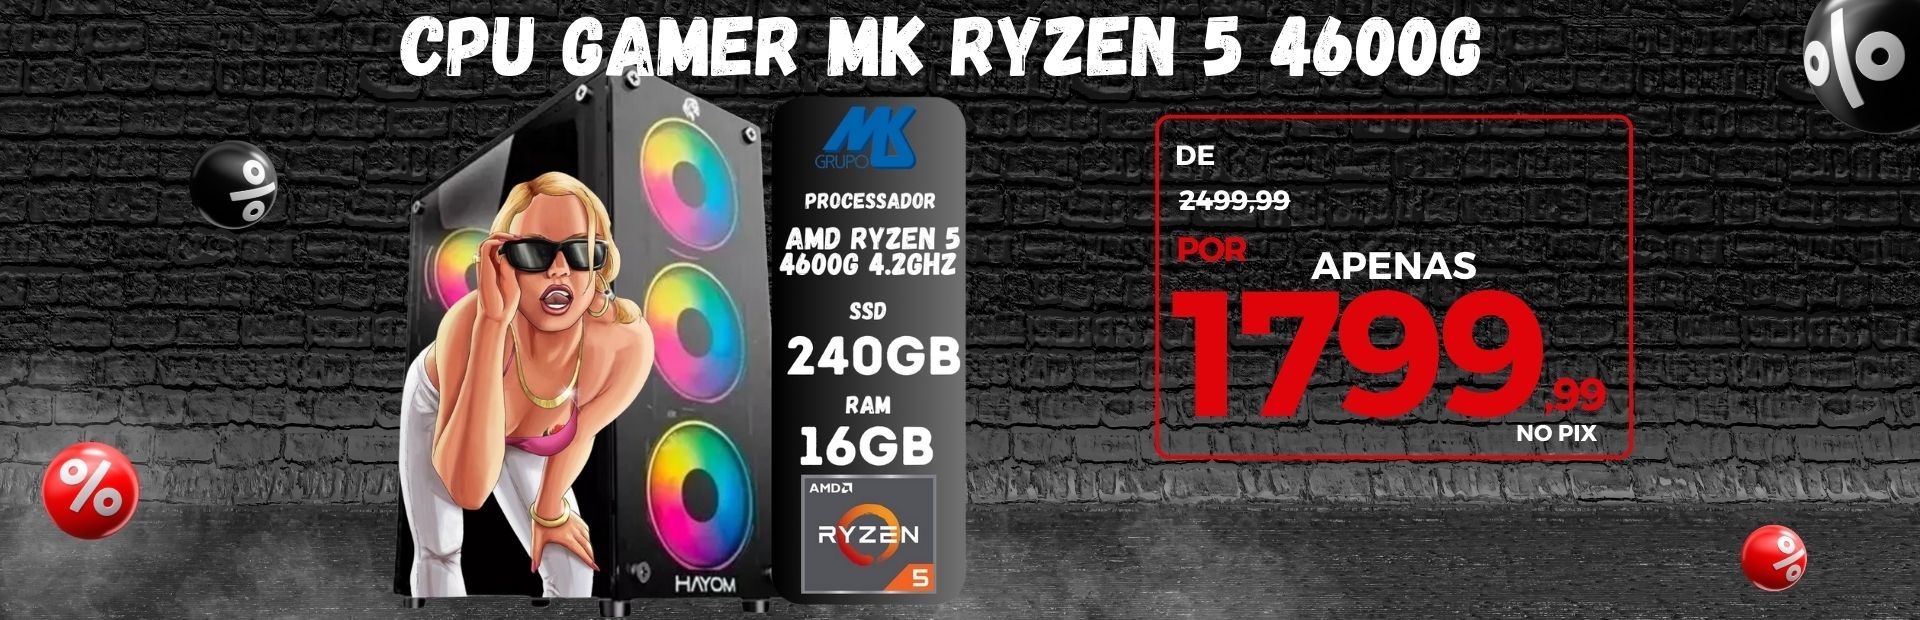 CPU GAMER MK RYZEN 5 4600G
MK
GRUPO
PROCESSADOR
AMD RYZEN 5
4600G 4.2GHZ
SSD
240GB
RAM
16GB
AMD
RYZEN
5
HAYOM
DE
2499,99
POR
APENAS
1799,99
NO PIX
%
%
%
%